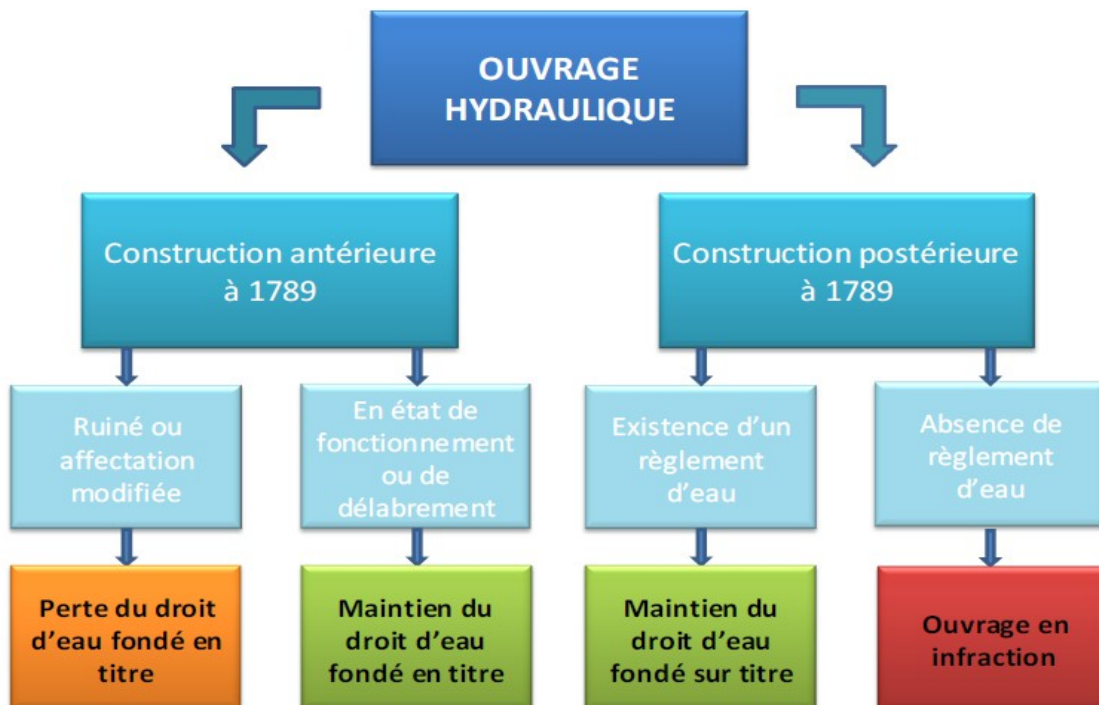 OUVRAGE
HYDRAULIQUE
Construction antérieure
à 1789
Construction postérieure
à 1789
Ruiné ou
affectation
modifiée
En état de
fonctionnement
ou de
délabrement
Existence d’un
règlement
d’eau
Absence de
règlement
d’eau
Perte du droit
d’eau fondé en
titre
Maintien du
droit d’eau
fondé en titre
Maintien du
droit d’eau
fondé sur titre
Ouvrage en
infraction